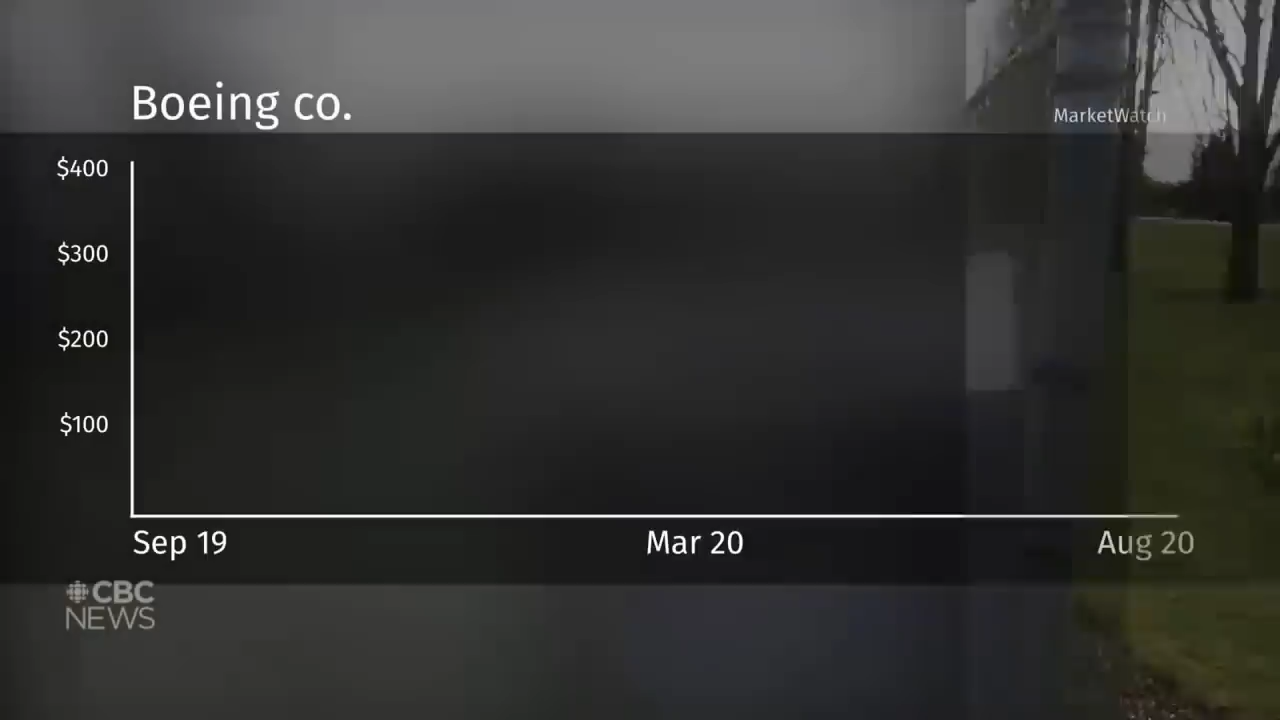 Boeing co.
MarketWatch
$400
$300
$200
$100
Sep 19
Mar 20
Aug 20
CBC
NEWS